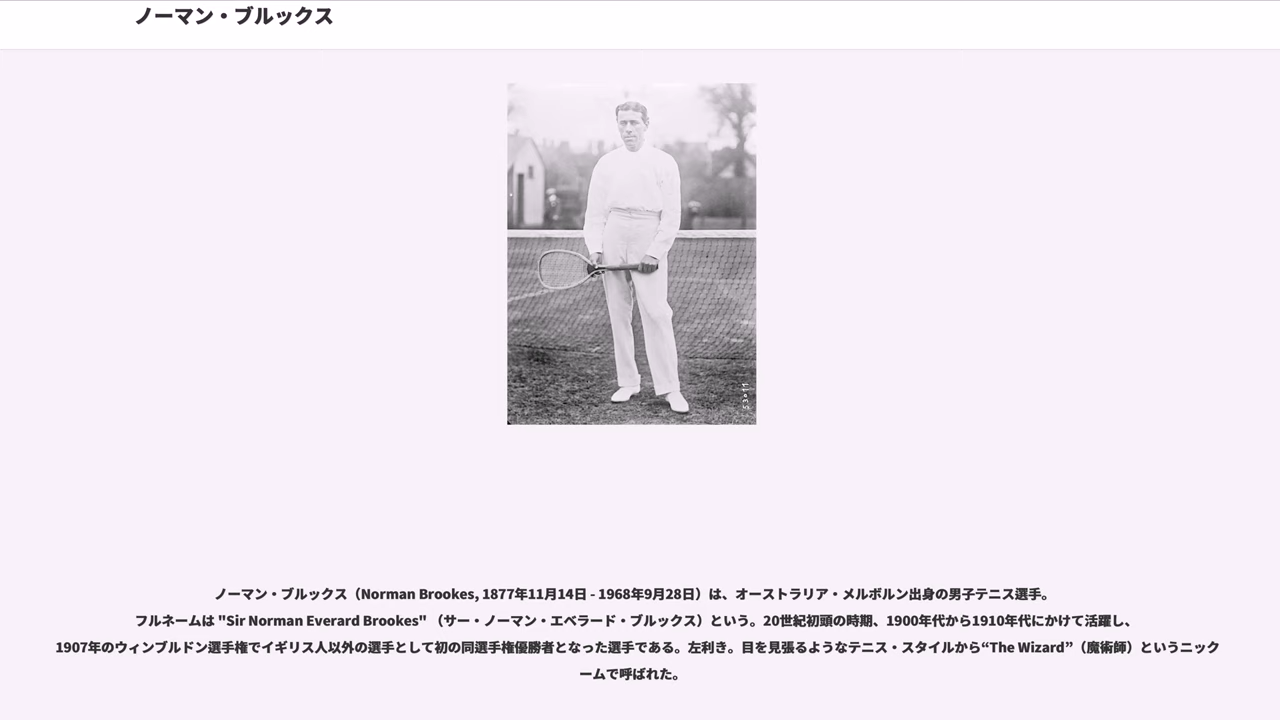 ノーマン・ブルックス
ノーマン・ブルックス（Norman Brookes, 1877年11月14日 - 1968年9月28日）は、オーストラリア・メルボルン出身の男子テニス選手。
フルネームは "Sir Norman Everard Brookes" （サー・ノーマン・エベラード・ブルックス）という。20世紀初頭の時期、1900年代から1910年代にかけて活躍し、
1907年のウィンブルドン選手権でイギリス人以外の選手として初の同選手権優勝者となった選手である。左利き。目を見張るようなテニス・スタイルから“The Wizard”（魔術師）というニック
ームで呼ばれた。